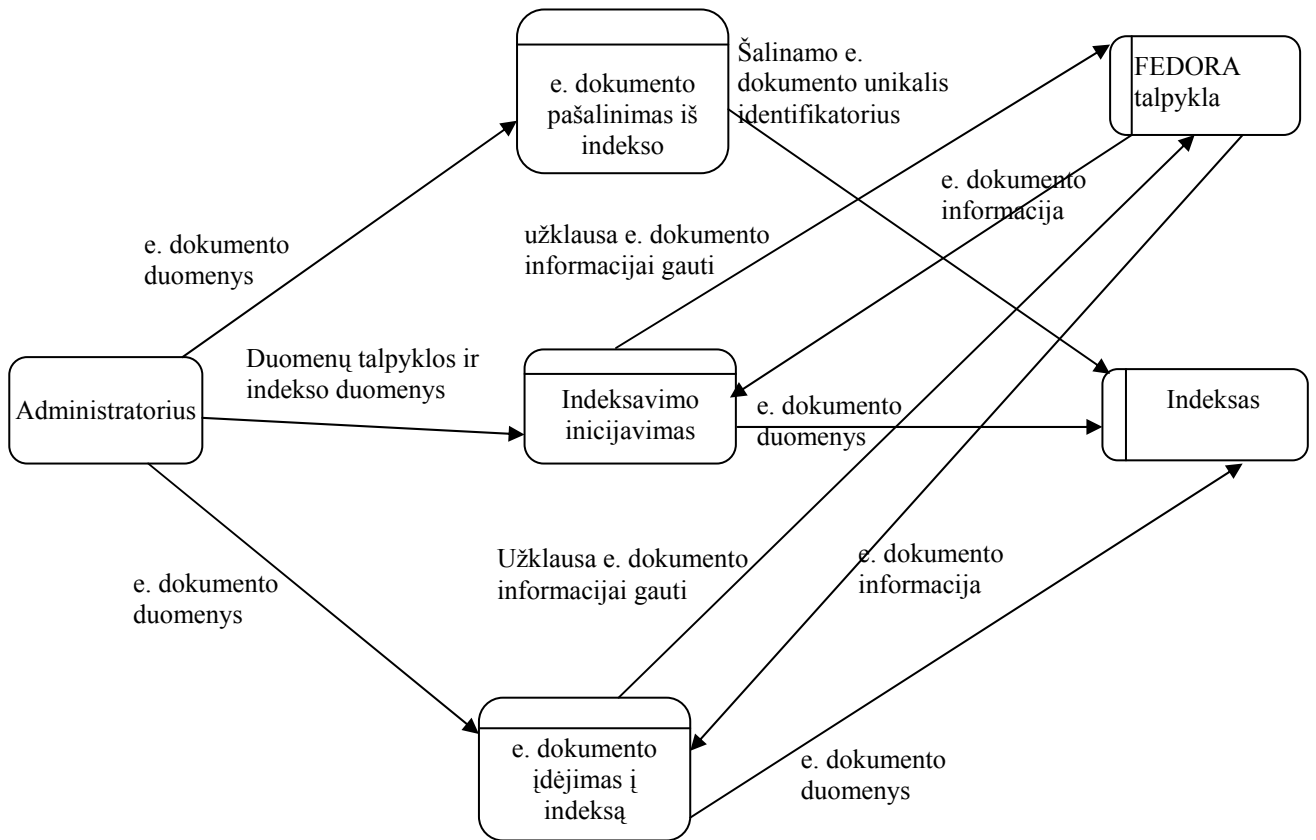 e. dokumento
pašalinimas iš
indekso
Šalinamo e.
dokumento unikalis
identifikatorius
FEDORA
talpykla
e. dokumento
informacija
užklausa e. dokumento
informacijai gauti
e. dokumento
duomenys
Duomenų talpyklos ir
indekso duomenys
Administratorius
Indeksavimo
inicijavimas
e. dokumento
duomenys
Indeksas
Užklausa e. dokumento
informacijai gauti
e. dokumento
informacija
e. dokumento
duomenys
e. dokumento
įdėjimas į
indeksą
e. dokumento
duomenys